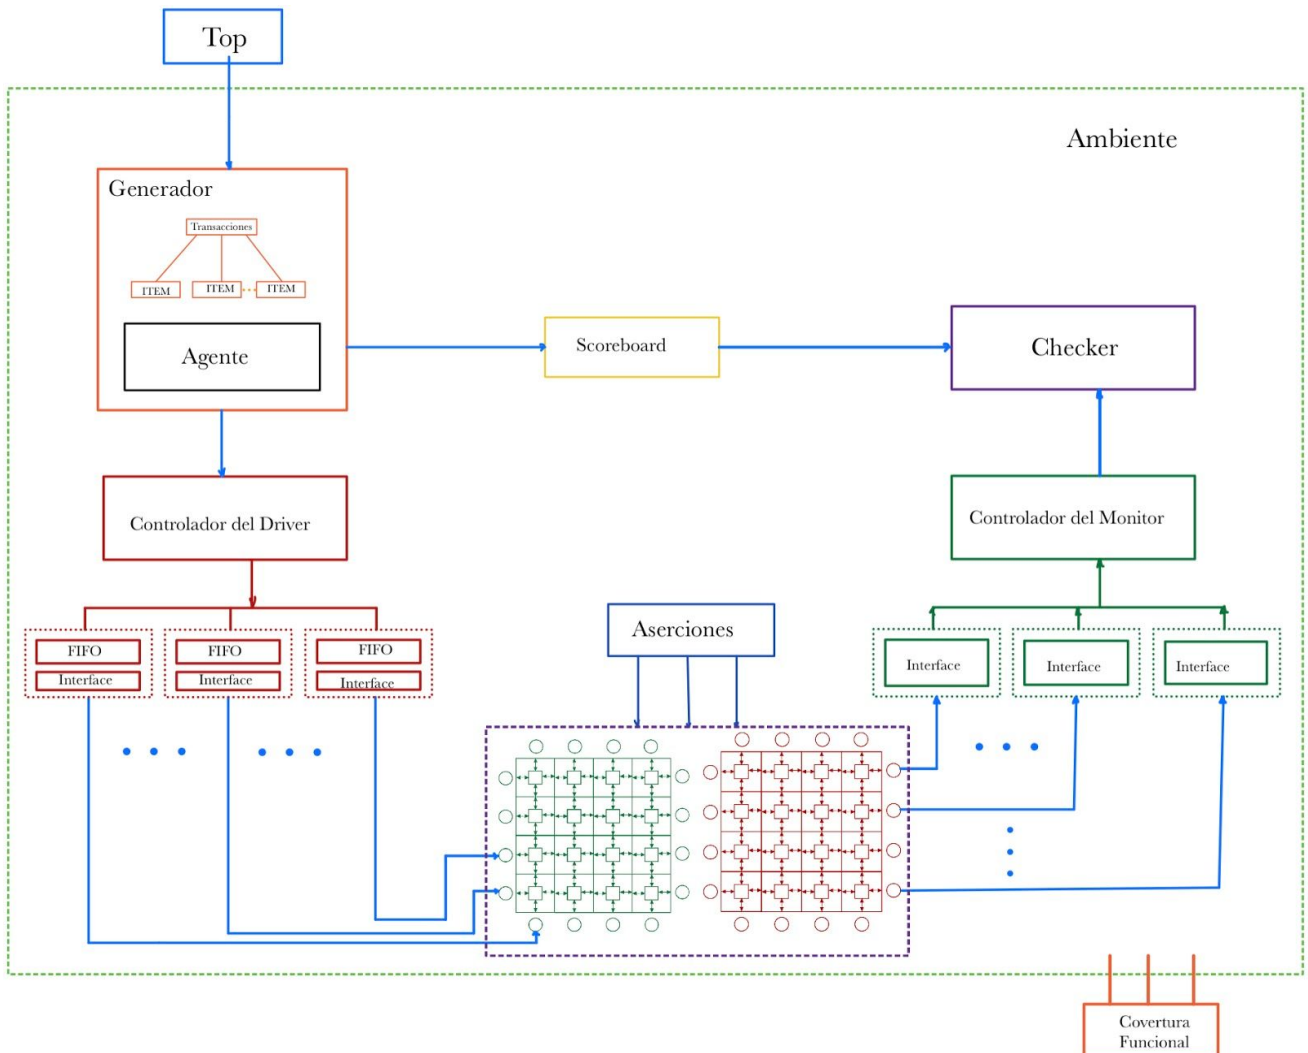 Top
Ambiente
Generador
Transacciones
ITEM
ITEM
ITEM
Agente
Scoreboard
Checker
Controlador del Driver
Controlador del Monitor
FIFO
Interface
FIFO
Interface
FIFO
Interface
Aserciones
Interface
Interface
Interface
Covertura
Funcional